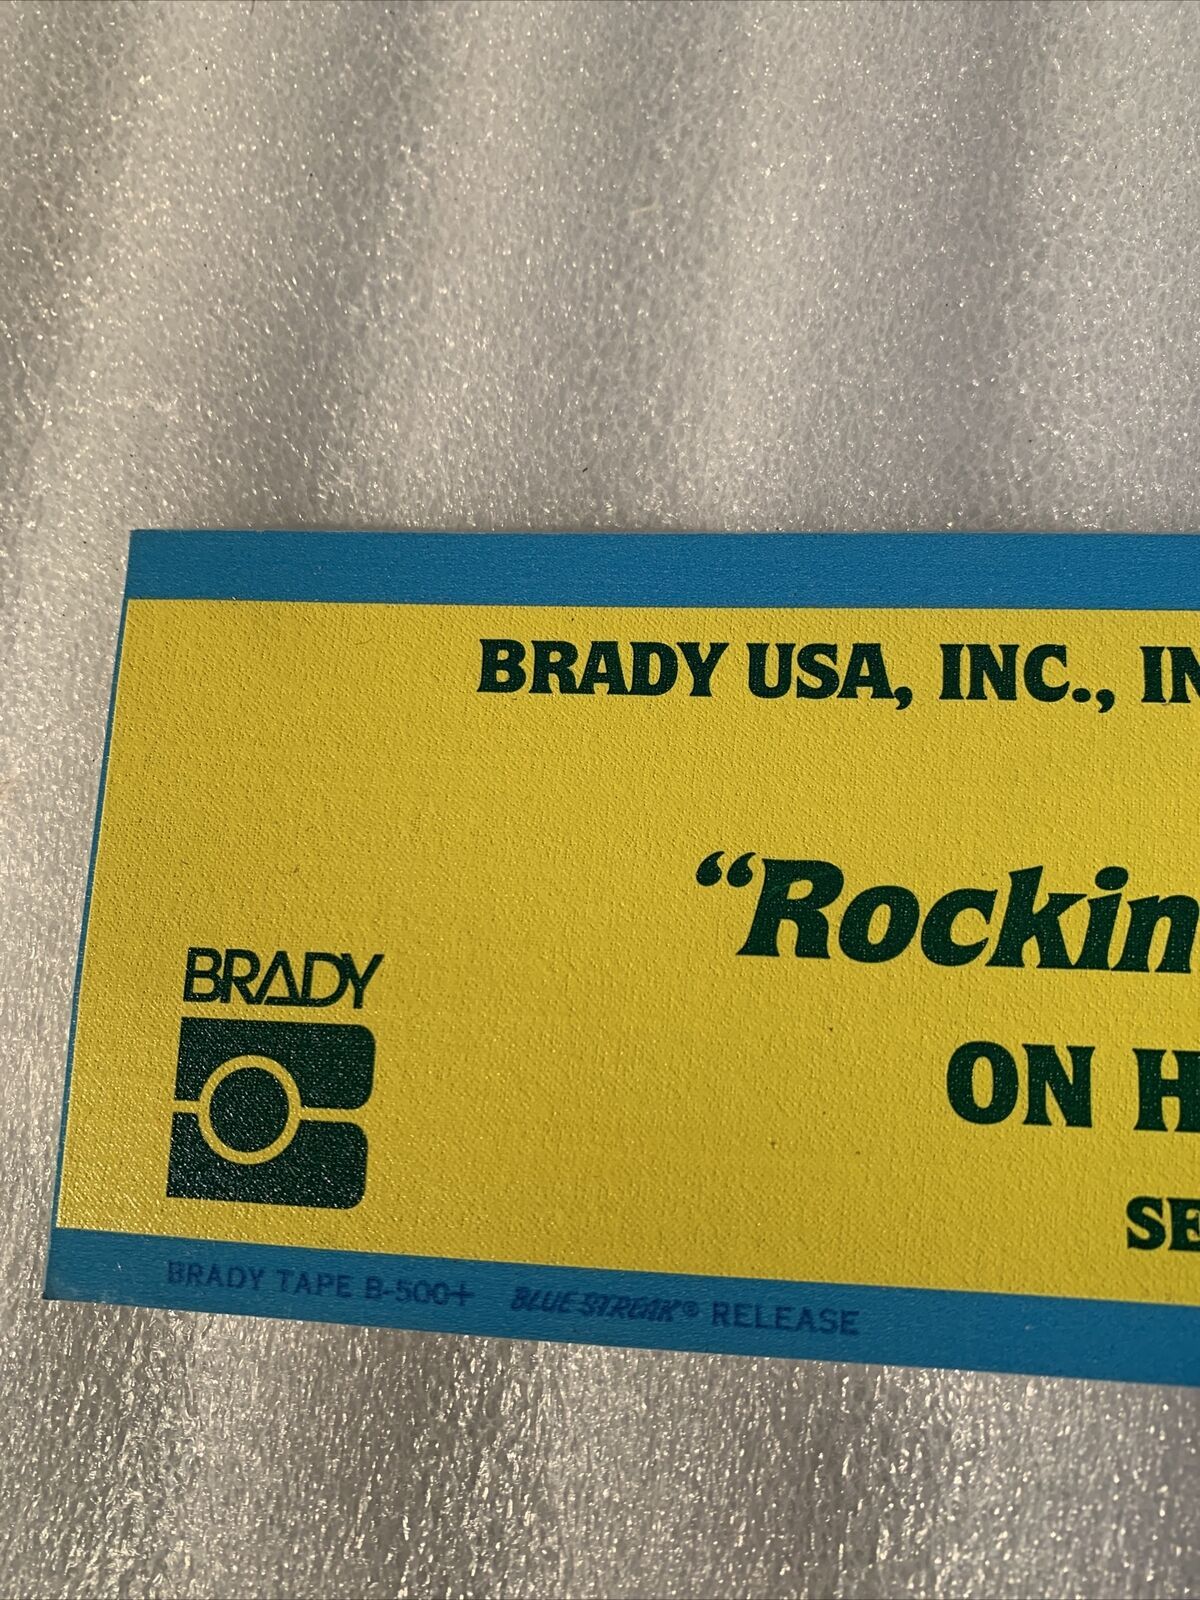 BRADY USA, INC., IN
“Rockin
ON H
SE
BRADY
BRADY TAPE B-500+ BLUE STREAK® RELEASE